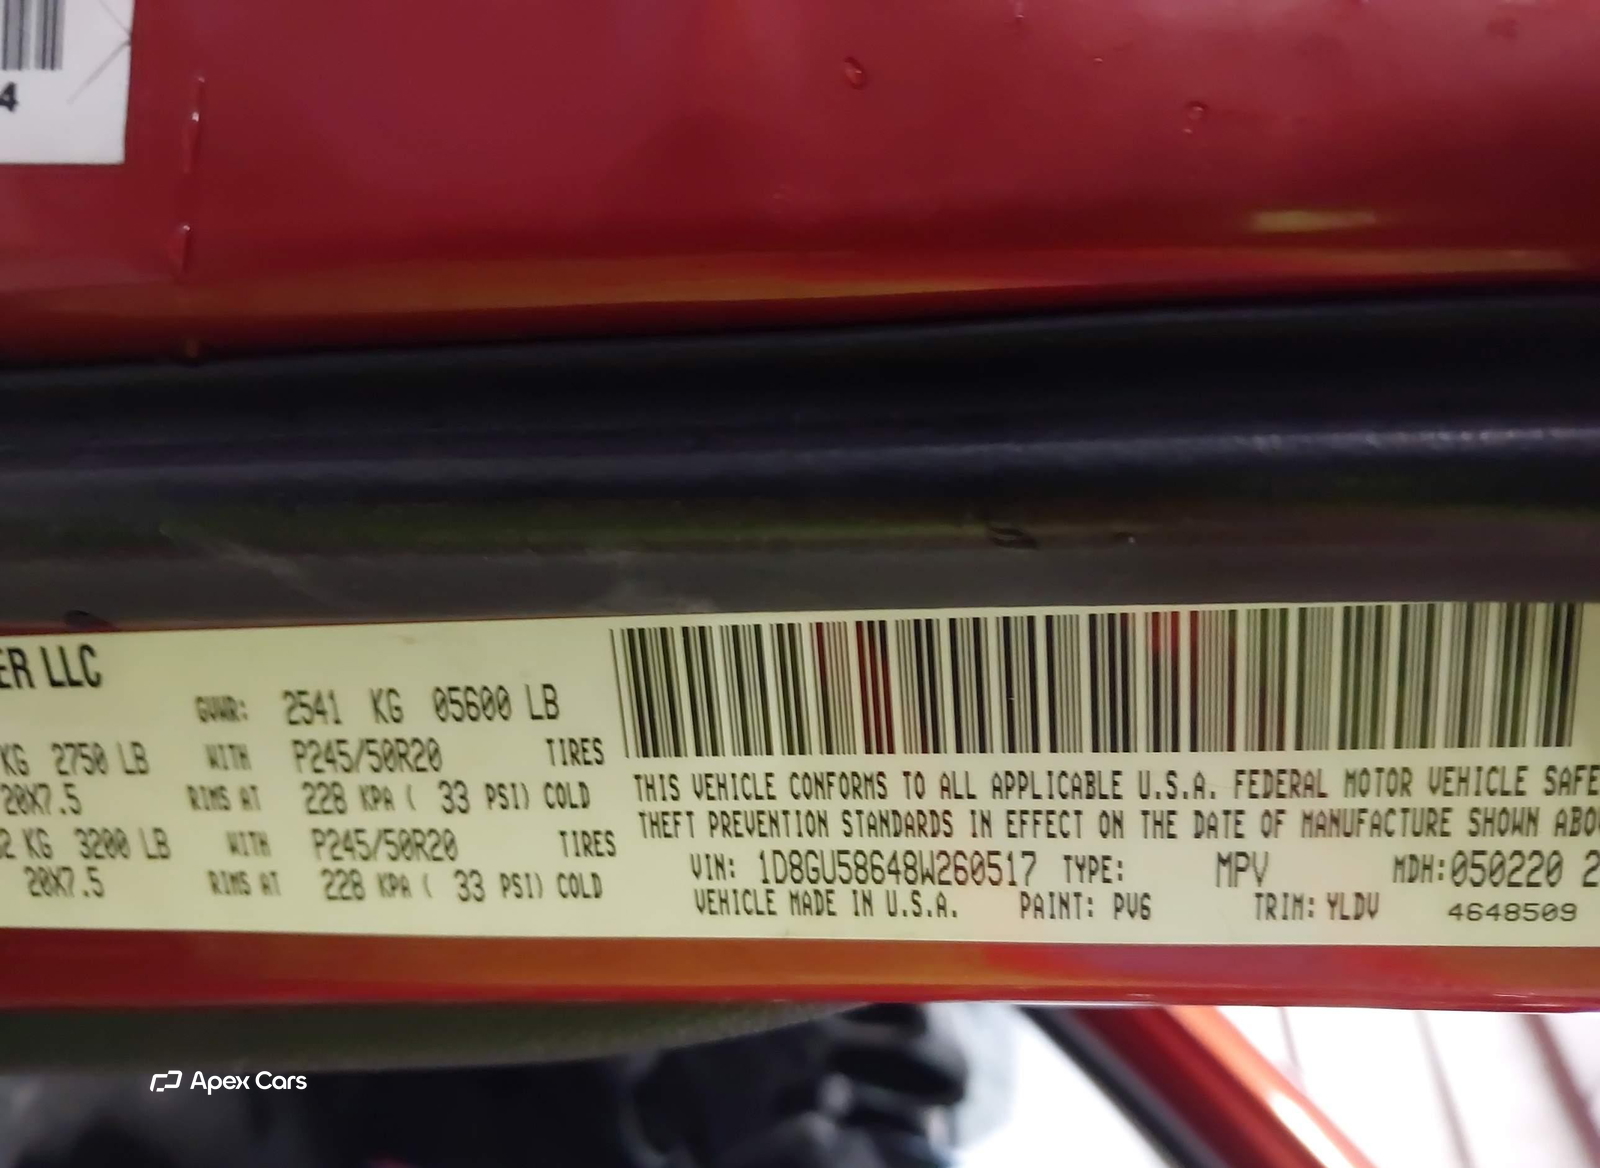 4
ER LLC
GVWR: 2541 KG 05600 LB
KG 2750 LB WITH P245/50R20 TIRES
20X7.5 RIMS AT 228 KPA ( 33 PSI) COLD
2 KG 3200 LB WITH P245/50R20 TIRES
20X7.5 RIMS AT 228 KPA ( 33 PSI) COLD
THIS VEHICLE CONFORMS TO ALL APPLICABLE U.S.A. FEDERAL MOTOR VEHICLE SAFE
THEFT PREVENTION STANDARDS IN EFFECT ON THE DATE OF MANUFACTURE SHOWN ABO
VIN: 1D8GU58648W260517 TYPE: MPV MDH:050220 2
VEHICLE MADE IN U.S.A. PAINT: PV6 TRIM: YLDV 4648509
Apex Cars